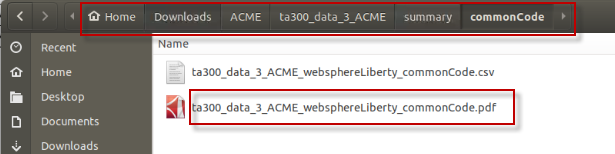 Home Downloads ACME ta300_data_3_ACME summary commonCode
Recent
Home
Desktop
Documents
Downloads
Name
ta300_data_3_ACME_websphereLiberty_commonCode.csv
ta300_data_3_ACME_websphereLiberty_commonCode.pdf